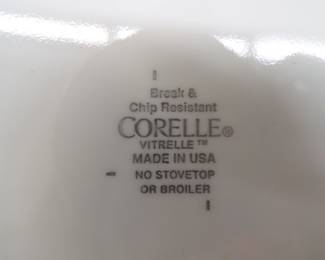 Break &
Chip Resistant
CORELLE®
VITRELLE™
MADE IN USA
NO STOVETOP
OR BROILER